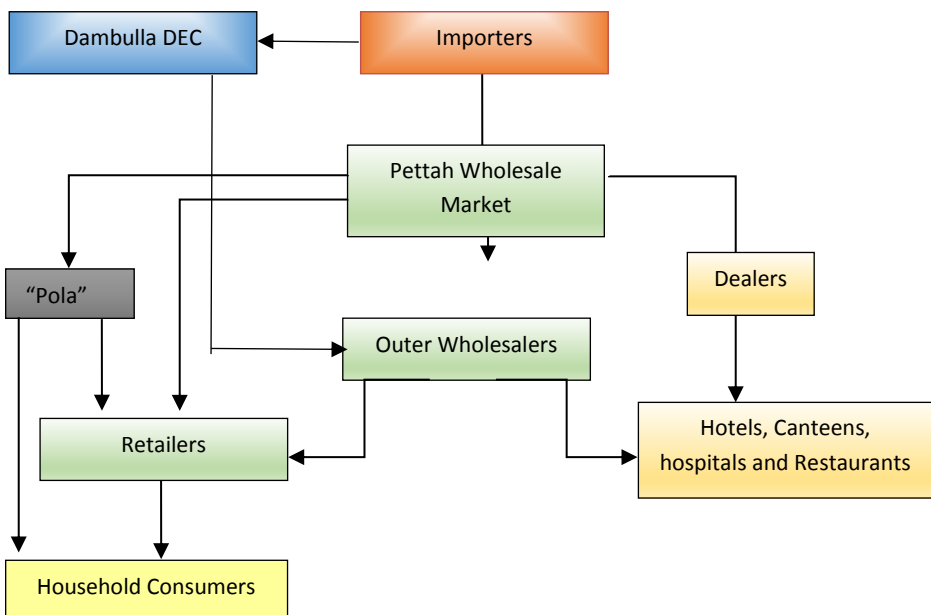 Dambulla DEC
Importers
Pettah Wholesale
Market
“Pola”
Dealers
Outer Wholesalers
Retailers
Hotels, Canteens,
hospitals and Restaurants
Household Consumers